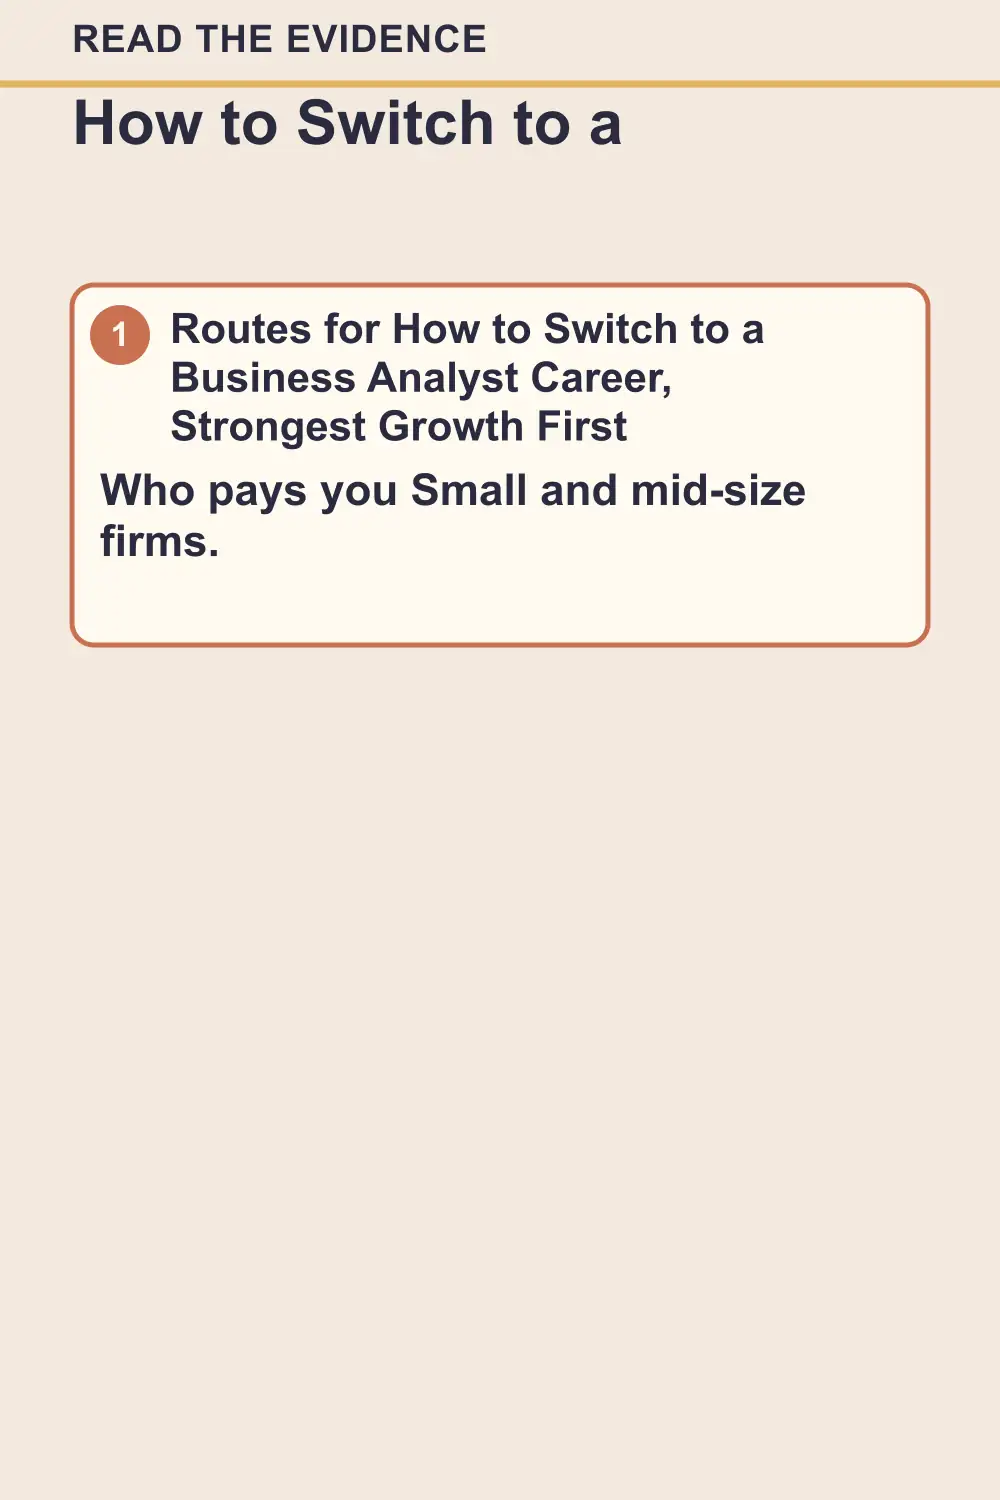 READ THE EVIDENCE
How to Switch to a
1
Routes for How to Switch to a
Business Analyst Career,
Strongest Growth First
Who pays you Small and mid-size
firms.